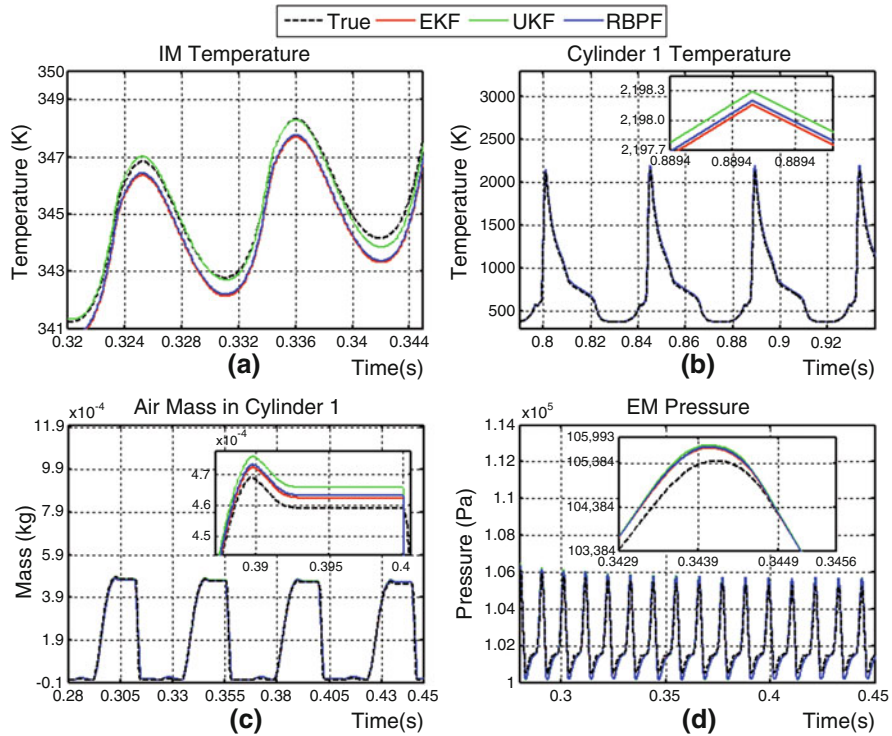 True EKF UKF RBPF
IM Temperature
Temperature (K)
350
349
347
345
343
341
0.320 0.324 0.328 0.332 0.336 0.34 0.344
(a)
Time(s)
Cylinder 1 Temperature
Temperature (K)
3000
2500
2000
1500
1000
500
0.8 0.82 0.84 0.86 0.88 0.9 0.92
2,198.3
2,198.0
2,197.7
0.8894 0.8894 0.8894
(b)
Time(s)
Air Mass in Cylinder 1
x10-4
Mass (kg)
11.9
9.9
7.9
5.9
3.9
1.9
-0.1
0.28 0.305 0.33 0.355 0.38 0.405 0.43 0.45
x10-4
4.7
4.6
4.5
0.39 0.395 0.4
(c)
Time(s)
EM Pressure
x105
Pressure (Pa)
1.14
1.12
1.1
1.08
1.06
1.04
1.02
1
0.3 0.35 0.4 0.45
105,993
105,384
104,384
103,384
0.3429 0.3439 0.3449 0.3456
(d)
Time(s)